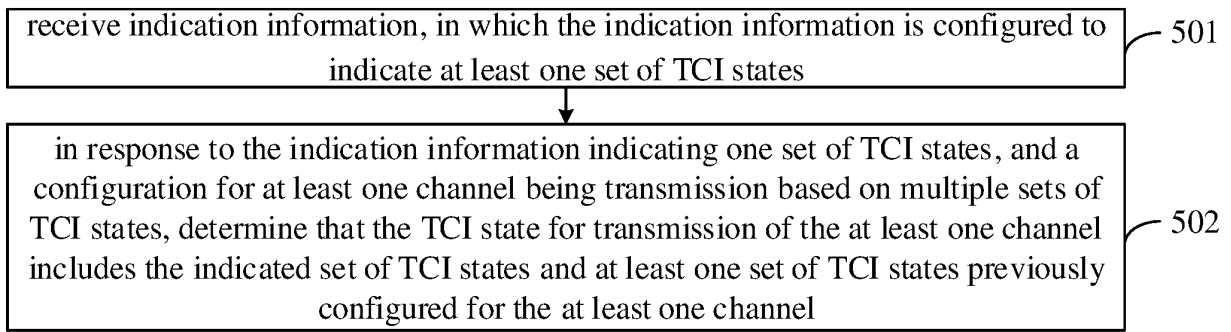 receive indication information, in which the indication information is configured to
indicate at least one set of TCI states
501
in response to the indication information indicating one set of TCI states, and a
configuration for at least one channel being transmission based on multiple sets of
TCI states, determine that the TCI state for transmission of the at least one channel
includes the indicated set of TCI states and at least one set of TCI states previously
configured for the at least one channel
502